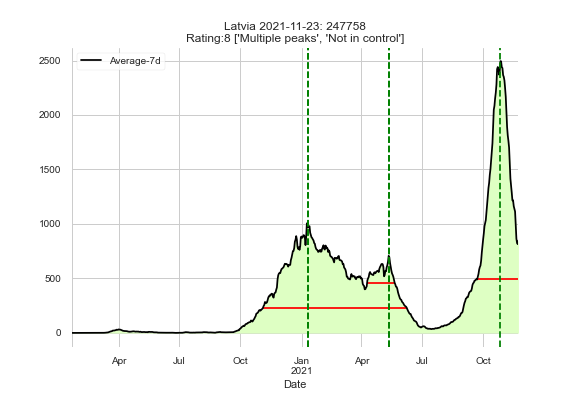 Latvia 2021-11-23: 247758
Rating:8 ['Multiple peaks', 'Not in control']
Average-7d
2500
2000
1500
1000
500
0
Apr Jul Oct Jan Apr Jul Oct
2021
Date